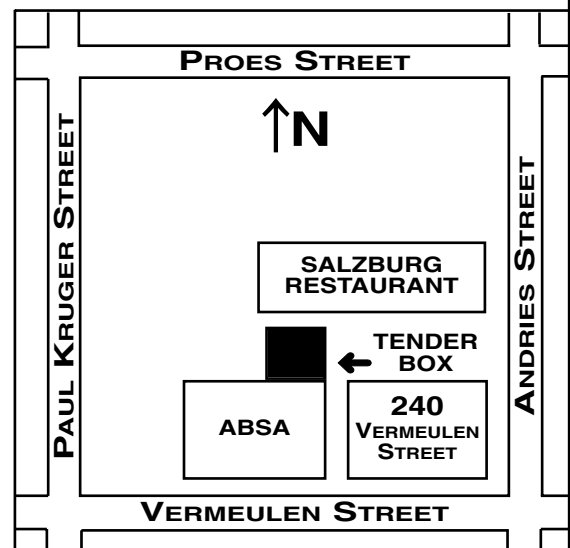 PROES STREET
N
PAUL KRUGER STREET
ANDRIES STREET
SALZBURG
RESTAURANT
TENDER
BOX
ABSA
240
VERMEULEN
STREET
VERMEULEN STREET